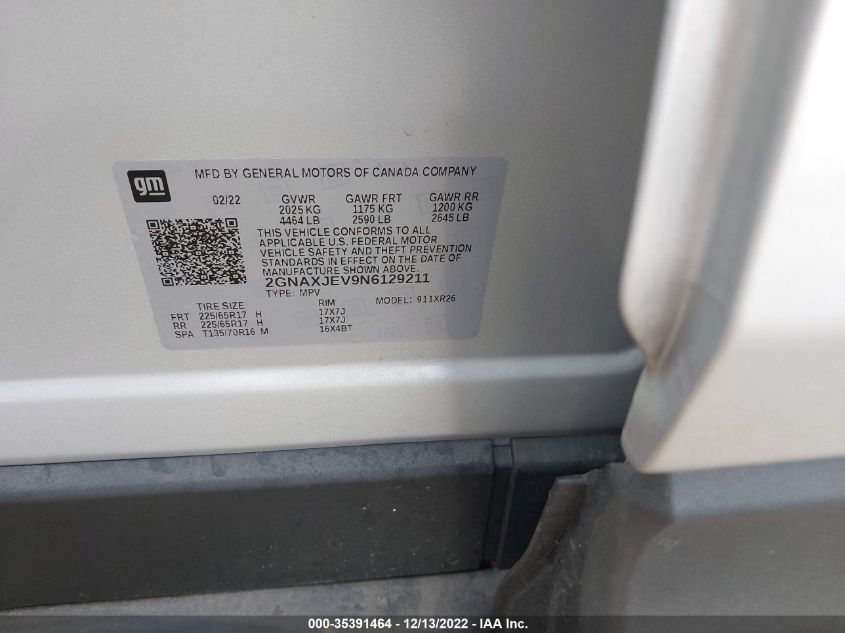 gm
MFD BY GENERAL MOTORS OF CANADA COMPANY
02/22 GVWR GAWR FRT GAWR RR
2025 KG 1175 KG 1200 KG
4464 LB 2590 LB 2645 LB
THIS VEHICLE CONFORMS TO ALL
APPLICABLE U.S. FEDERAL MOTOR
VEHICLE SAFETY AND THEFT PREVENTION
STANDARDS IN EFFECT ON THE DATE OF
MANUFACTURE SHOWN ABOVE.
2GNAXJEV9N6129211
TYPE: MPV MODEL: 911XR26
TIRE SIZE RIM
FRT 225/65R17 H 17X7J
RR 225/65R17 H 17X7J
SPA T135/70R16 M 16X4BT
000-35391464 - 12/13/2022 - IAA Inc.